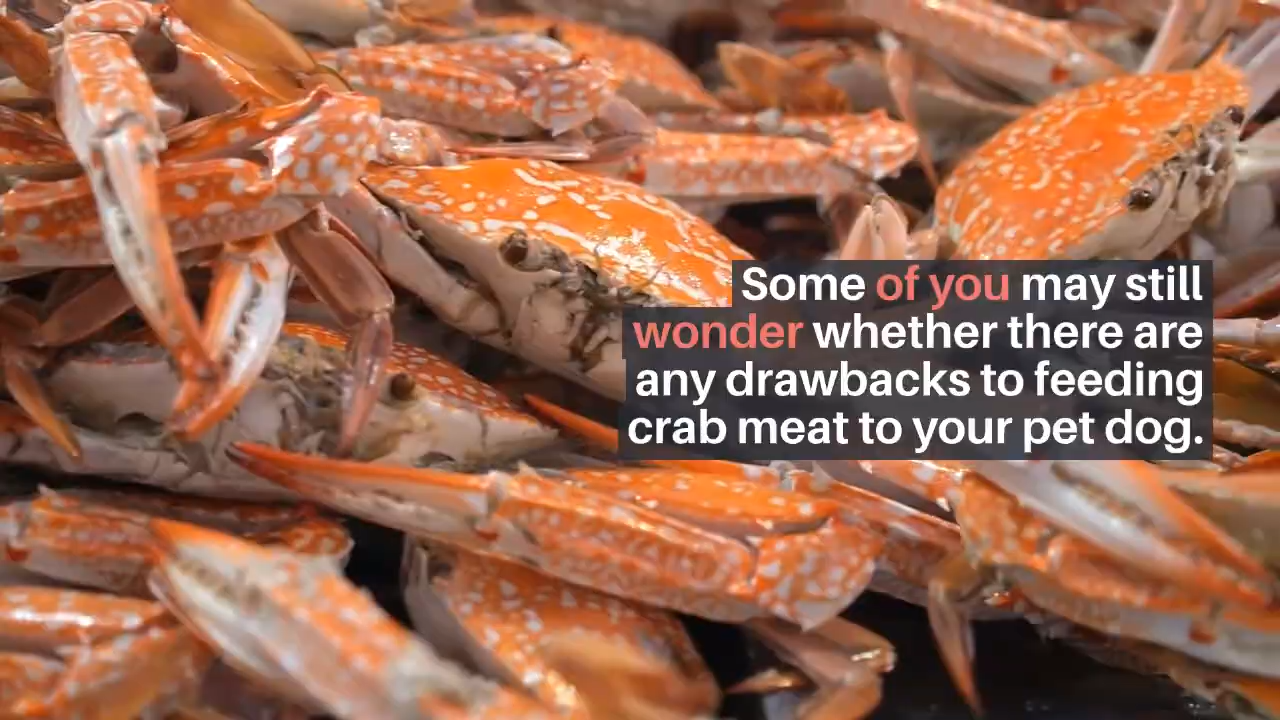 Some of you may still
wonder whether there are
any drawbacks to feeding
crab meat to your pet dog.